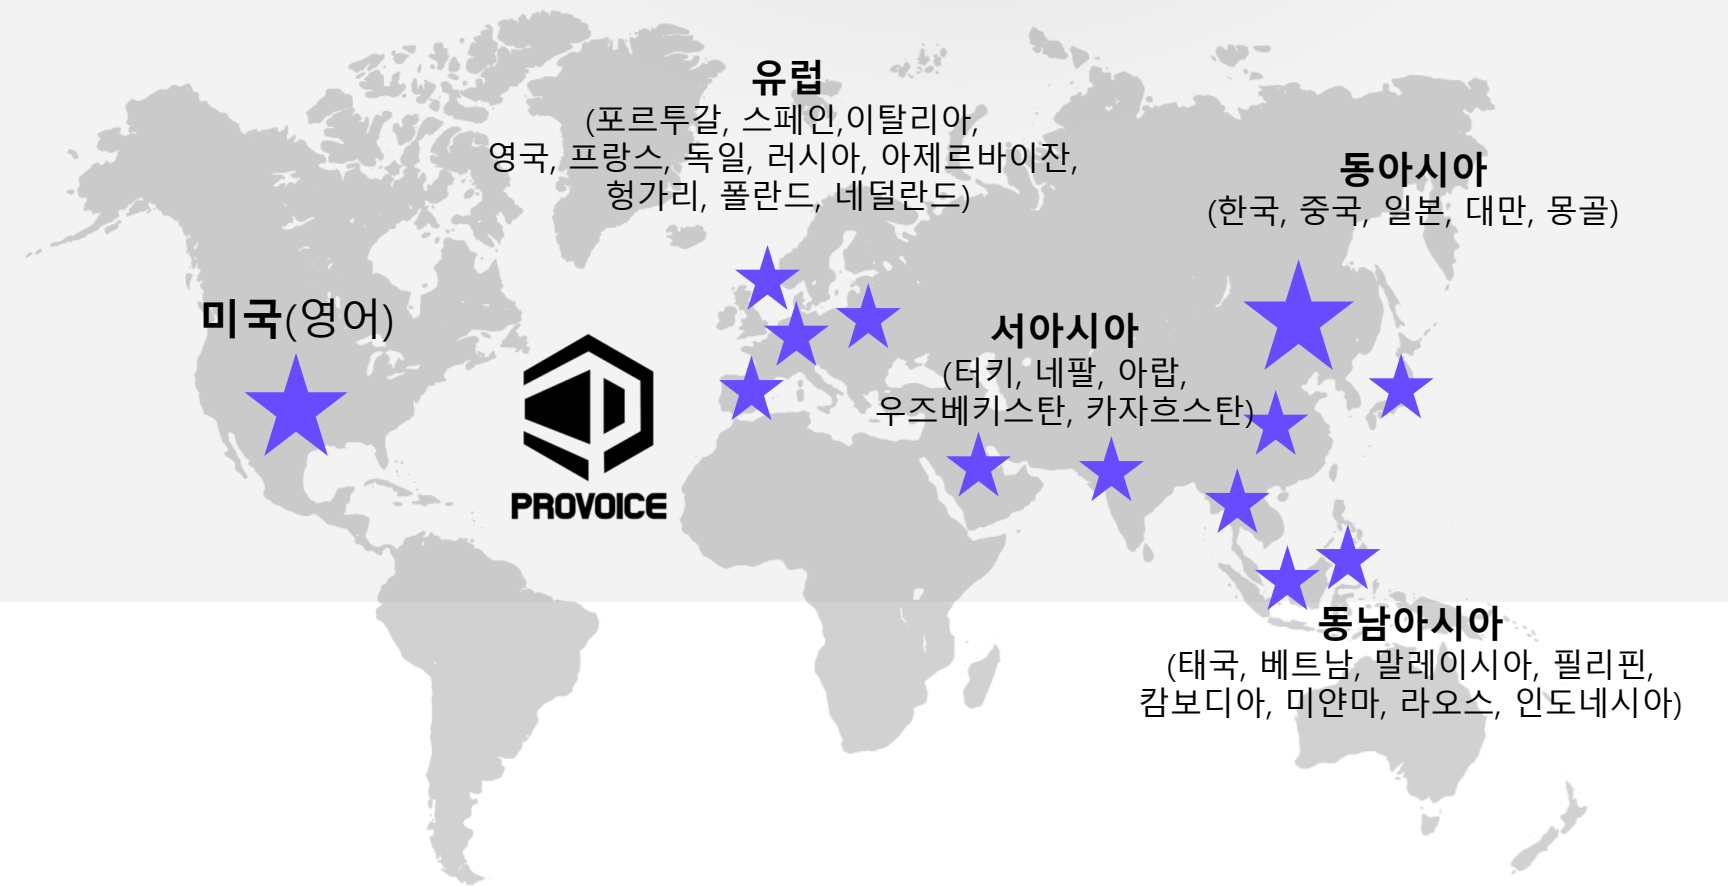 유럽
(포르투갈, 스페인,이탈리아,
영국, 프랑스, 독일, 러시아, 아제르바이잔,
헝가리, 폴란드, 네덜란드)
동아시아
(한국, 중국, 일본, 대만, 몽골)
미국(영어)
서아시아
(터키, 네팔, 아랍,
우즈베키스탄, 카자흐스탄)
PROVOICE
동남아시아
(태국, 베트남, 말레이시아, 필리핀,
캄보디아, 미얀마, 라오스, 인도네시아)